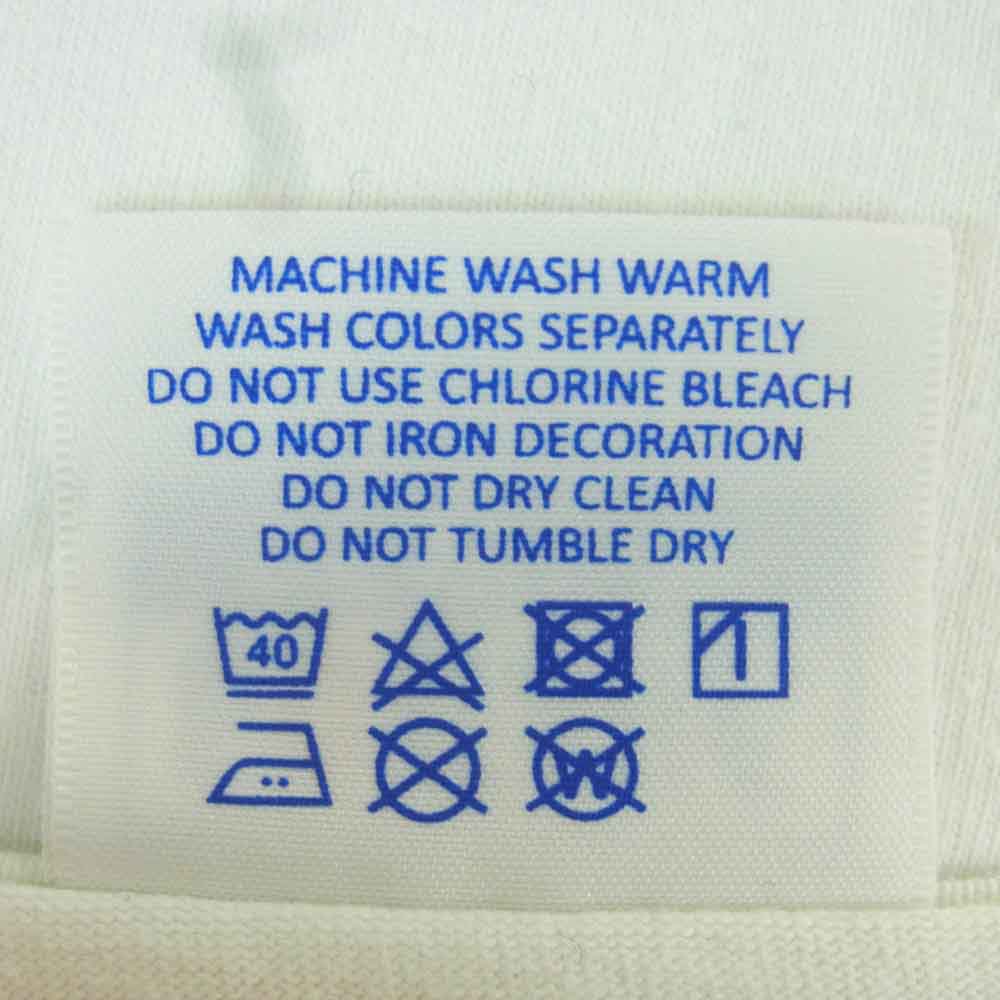 MACHINE WASH WARM
WASH COLORS SEPARATELY
DO NOT USE CHLORINE BLEACH
DO NOT IRON DECORATION
DO NOT DRY CLEAN
DO NOT TUMBLE DRY
40
W